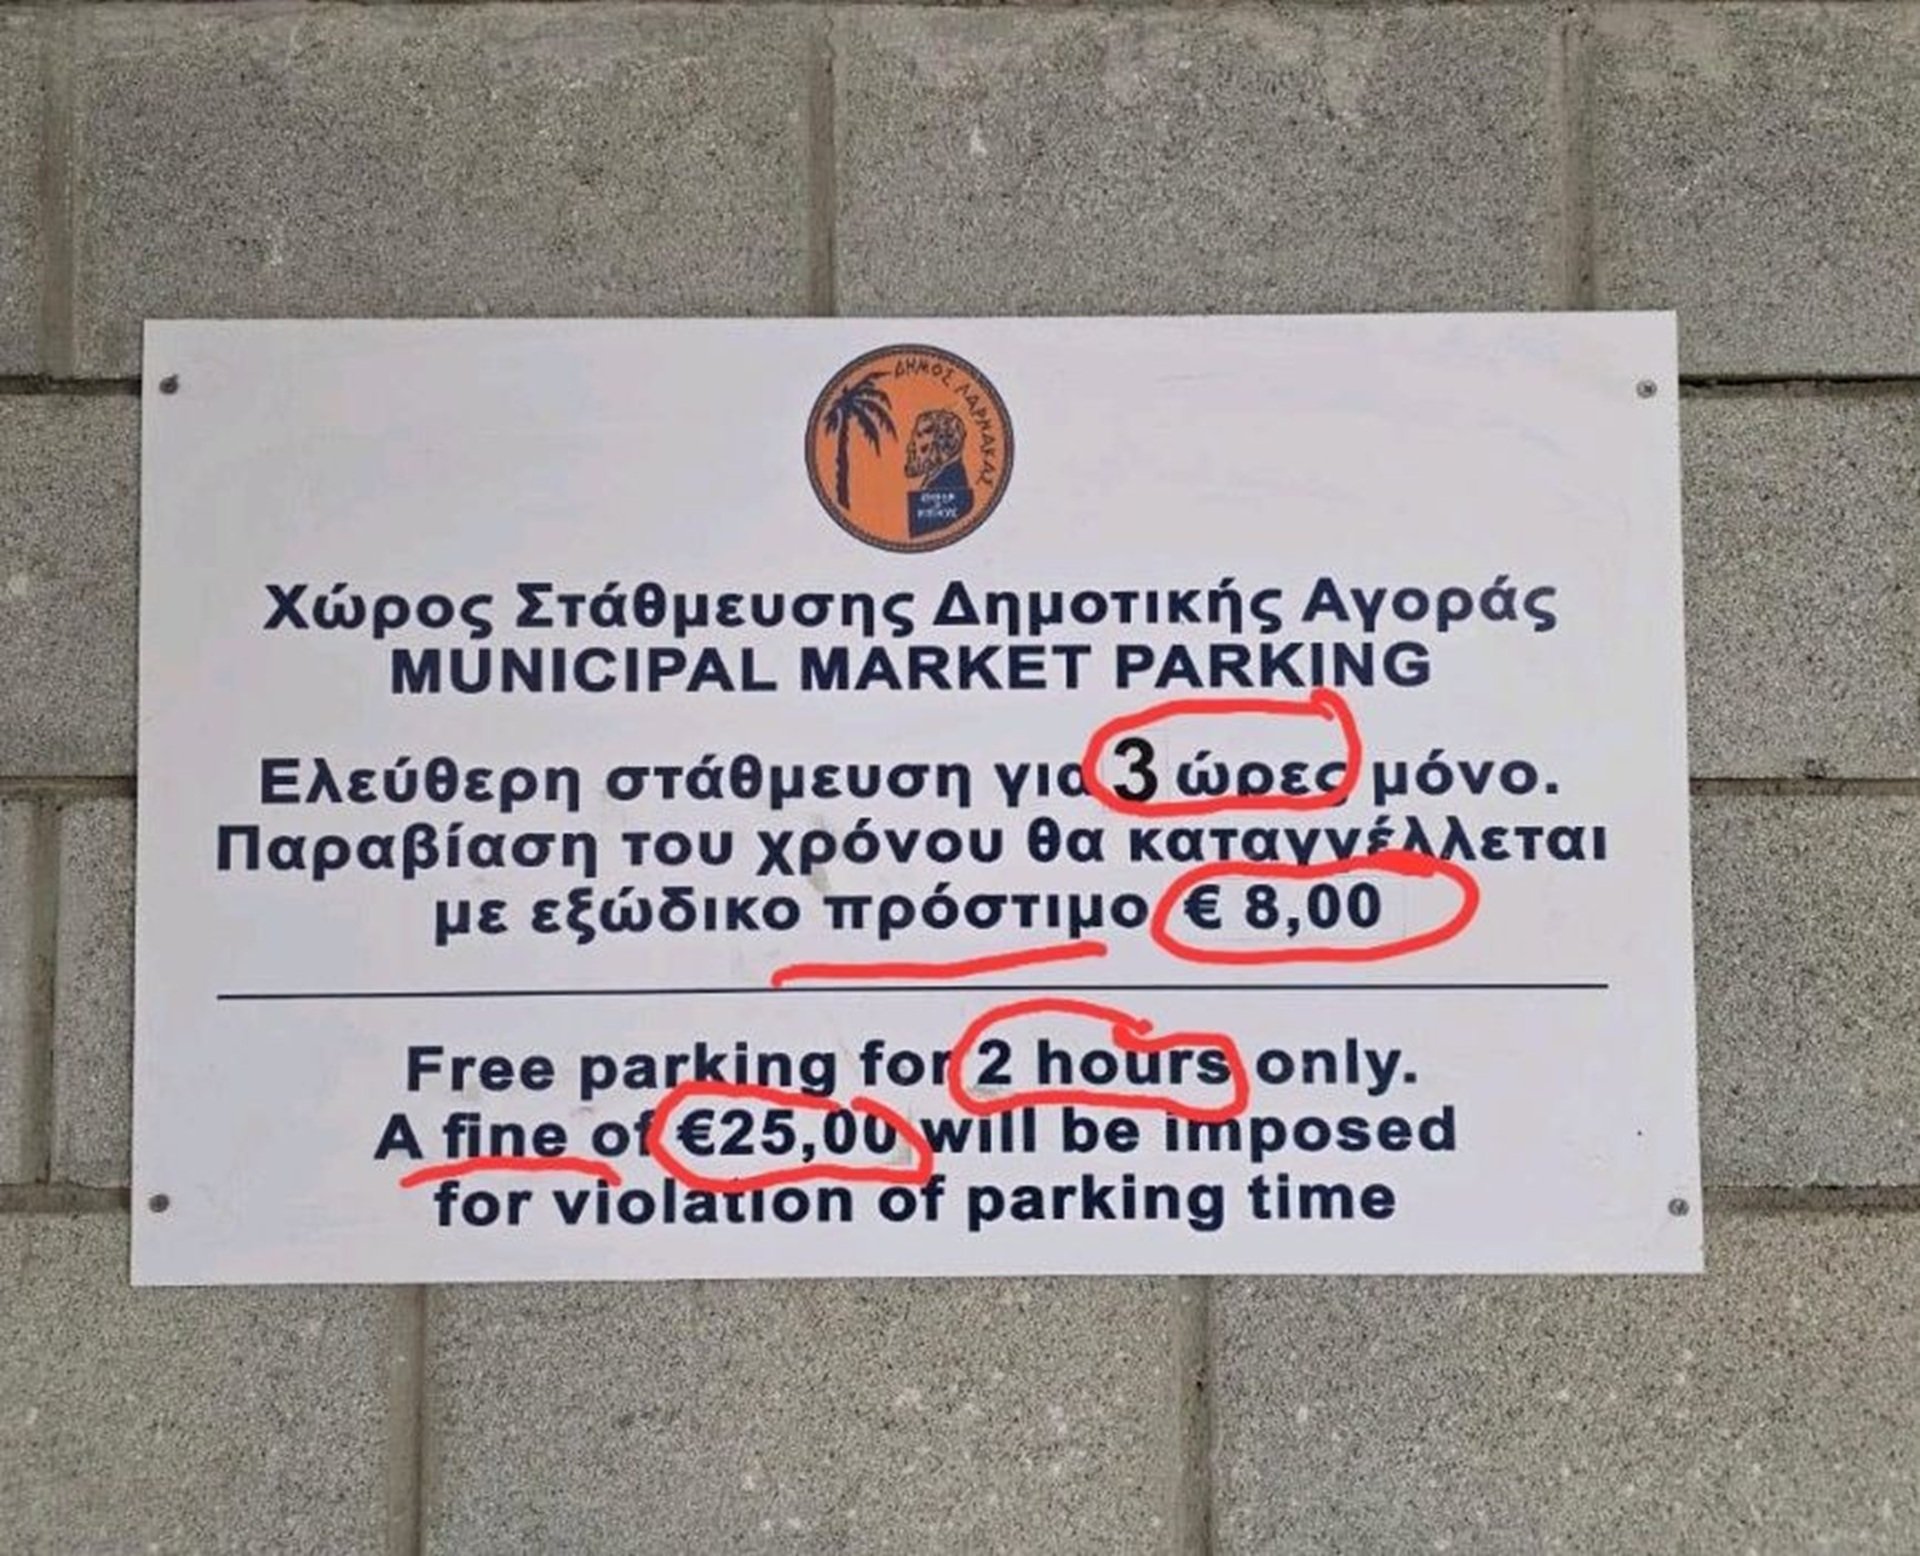 ΔΗΜΟΣ ΛΑΡΝΑΚΑΣ
Χώρος Στάθμευσης Δημοτικής Αγοράς
MUNICIPAL MARKET PARKING
Ελεύθερη στάθμευση για 3 ώρες μόνο.
Παραβίαση του χρόνου θα καταγγέλλεται
με εξώδικο πρόστιμο € 8,00
Free parking for 2 hours only.
A fine of €25,00 will be imposed
for violation of parking time